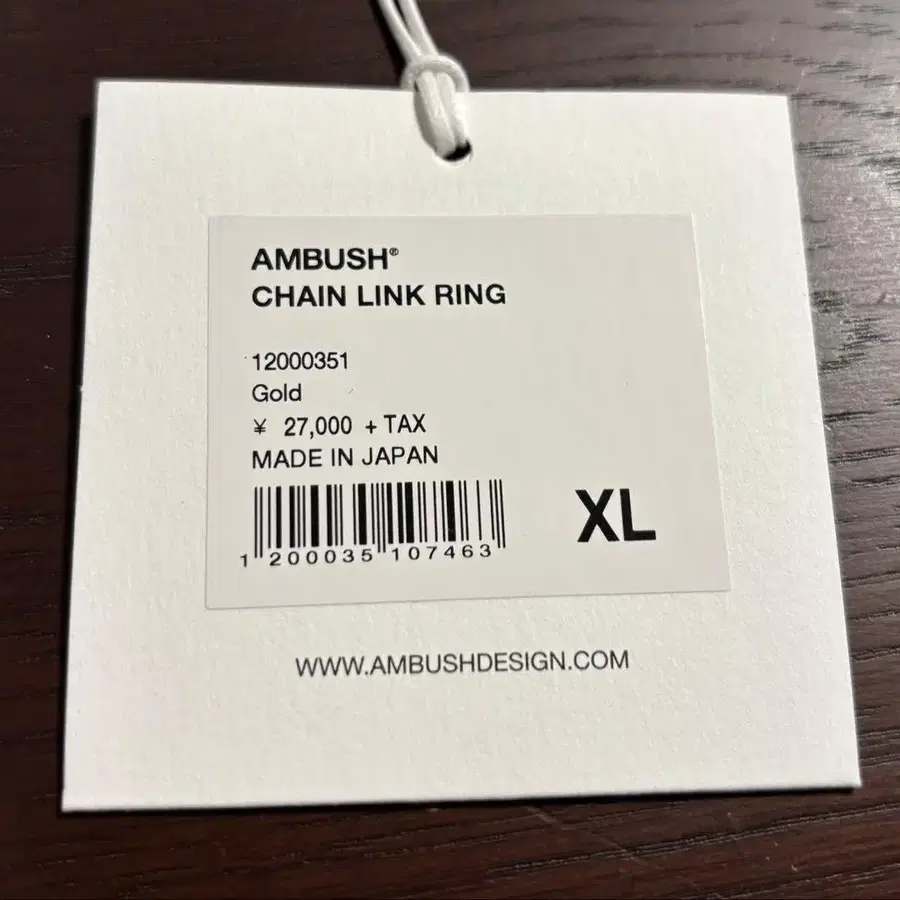 AMBUSH®
CHAIN LINK RING
12000351
Gold
¥ 27,000 + TAX
MADE IN JAPAN
1 200035 107463
XL
WWW.AMBUSHDESIGN.COM